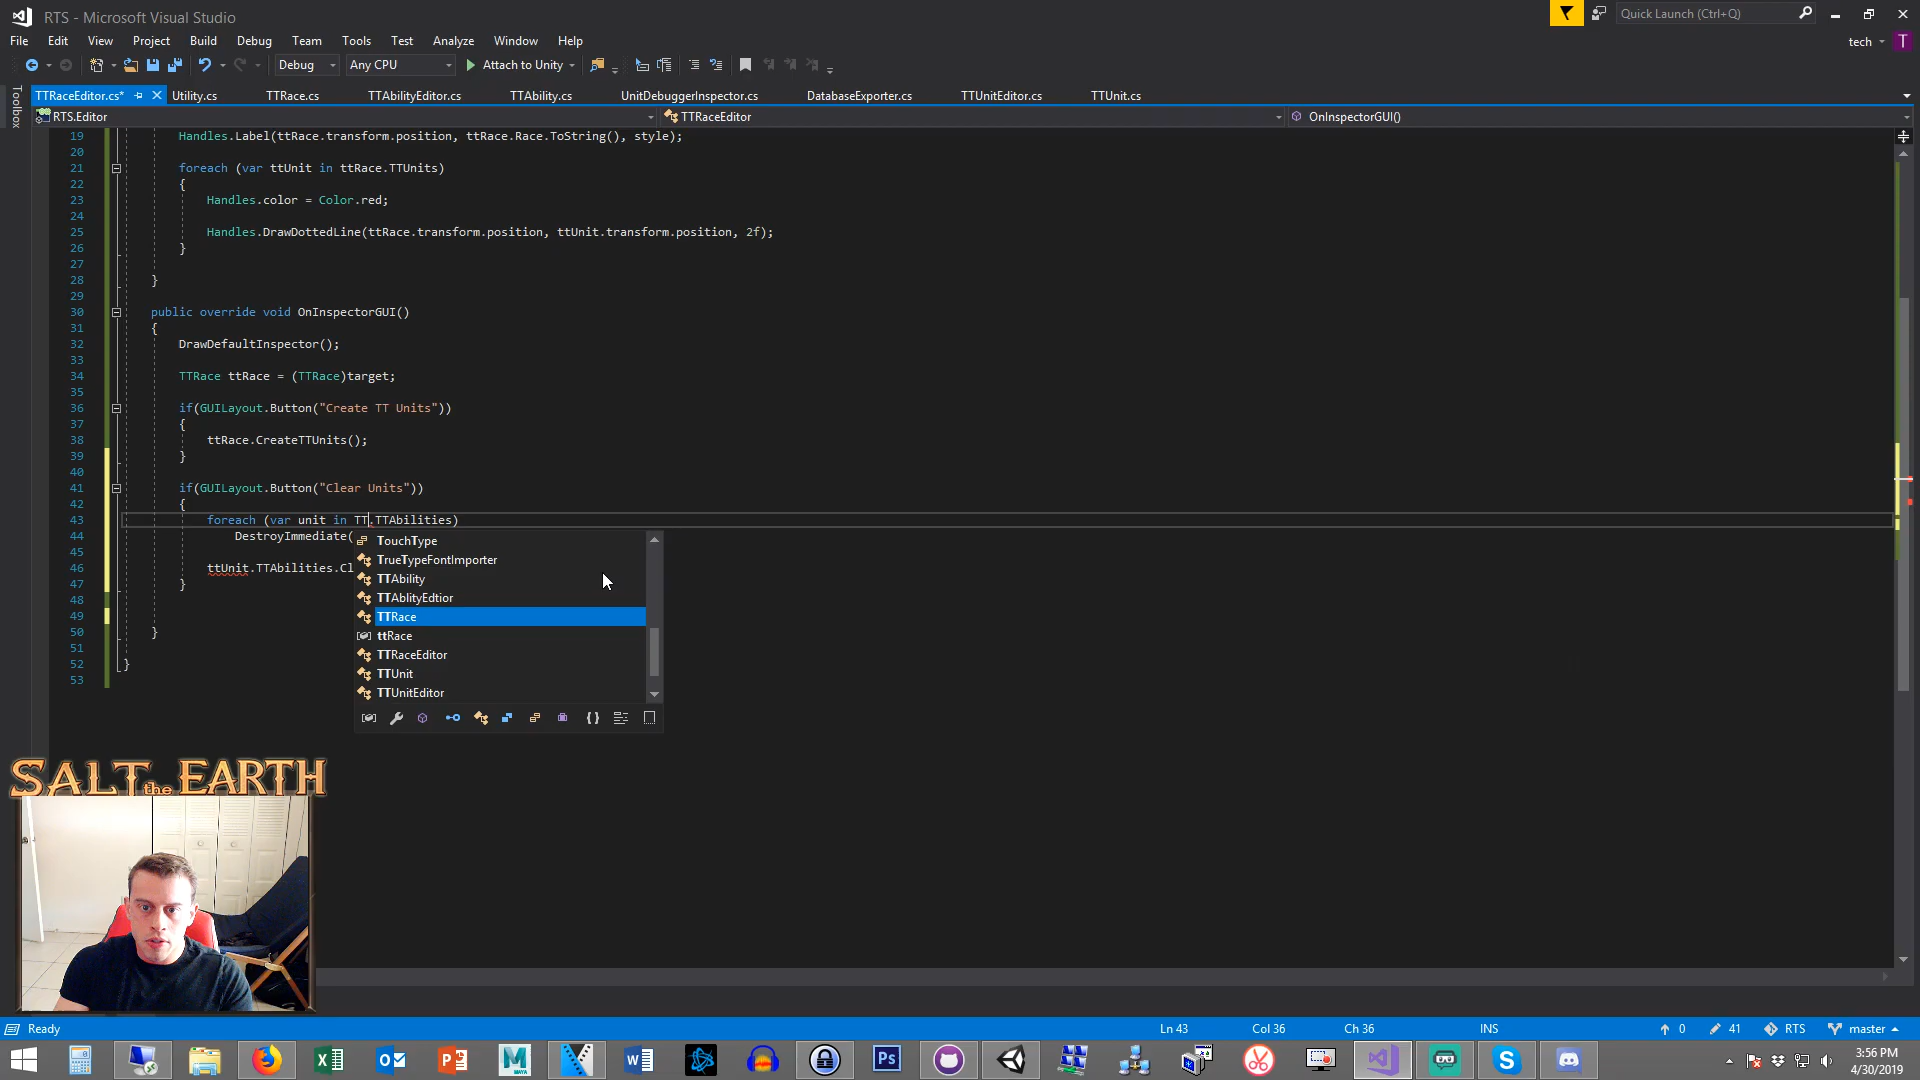 RTS - Microsoft Visual Studio
Quick Launch (Ctrl+Q)
File Edit View Project Build Debug Team Tools Test Analyze Window Help
tech T
Debug Any CPU Attach to Unity
Toolbox
TTRaceEditor.cs* Utility.cs TTRace.cs TTAbilityEditor.cs TTAbility.cs UnitDebuggerInspector.cs DatabaseExporter.cs TTUnitEditor.cs TTUnit.cs
RTS.Editor TTRaceEditor OnInspectorGUI()
19 Handles.Label(ttRace.transform.position, ttRace.Race.ToString(), style);
20
21 foreach (var ttUnit in ttRace.TTUnits)
22 {
23 Handles.color = Color.red;
24
25 Handles.DrawDottedLine(ttRace.transform.position, ttUnit.transform.position, 2f);
26 }
27
28 }
29
30 public override void OnInspectorGUI()
31 {
32 DrawDefaultInspector();
33
34 TTRace ttRace = (TTRace)target;
35
36 if(GUILayout.Button("Create TT Units"))
37 {
38 ttRace.CreateTTUnits();
39 }
40
41 if(GUILayout.Button("Clear Units"))
42 {
43 foreach (var unit in TT.TTAbilities)
44 DestroyImmediate(
45
46 ttUnit.TTAbilities.Cl
47 }
48
49
50 }
51
52 }
53
TouchType
TrueTypeFontImporter
TTAbility
TTAblityEdtior
TTRace
ttRace
TTRaceEditor
TTUnit
TTUnitEditor
SALT the EARTH
Ready Ln 43 Col 36 Ch 36 INS 0 41 RTS master
3:56 PM
4/30/2019